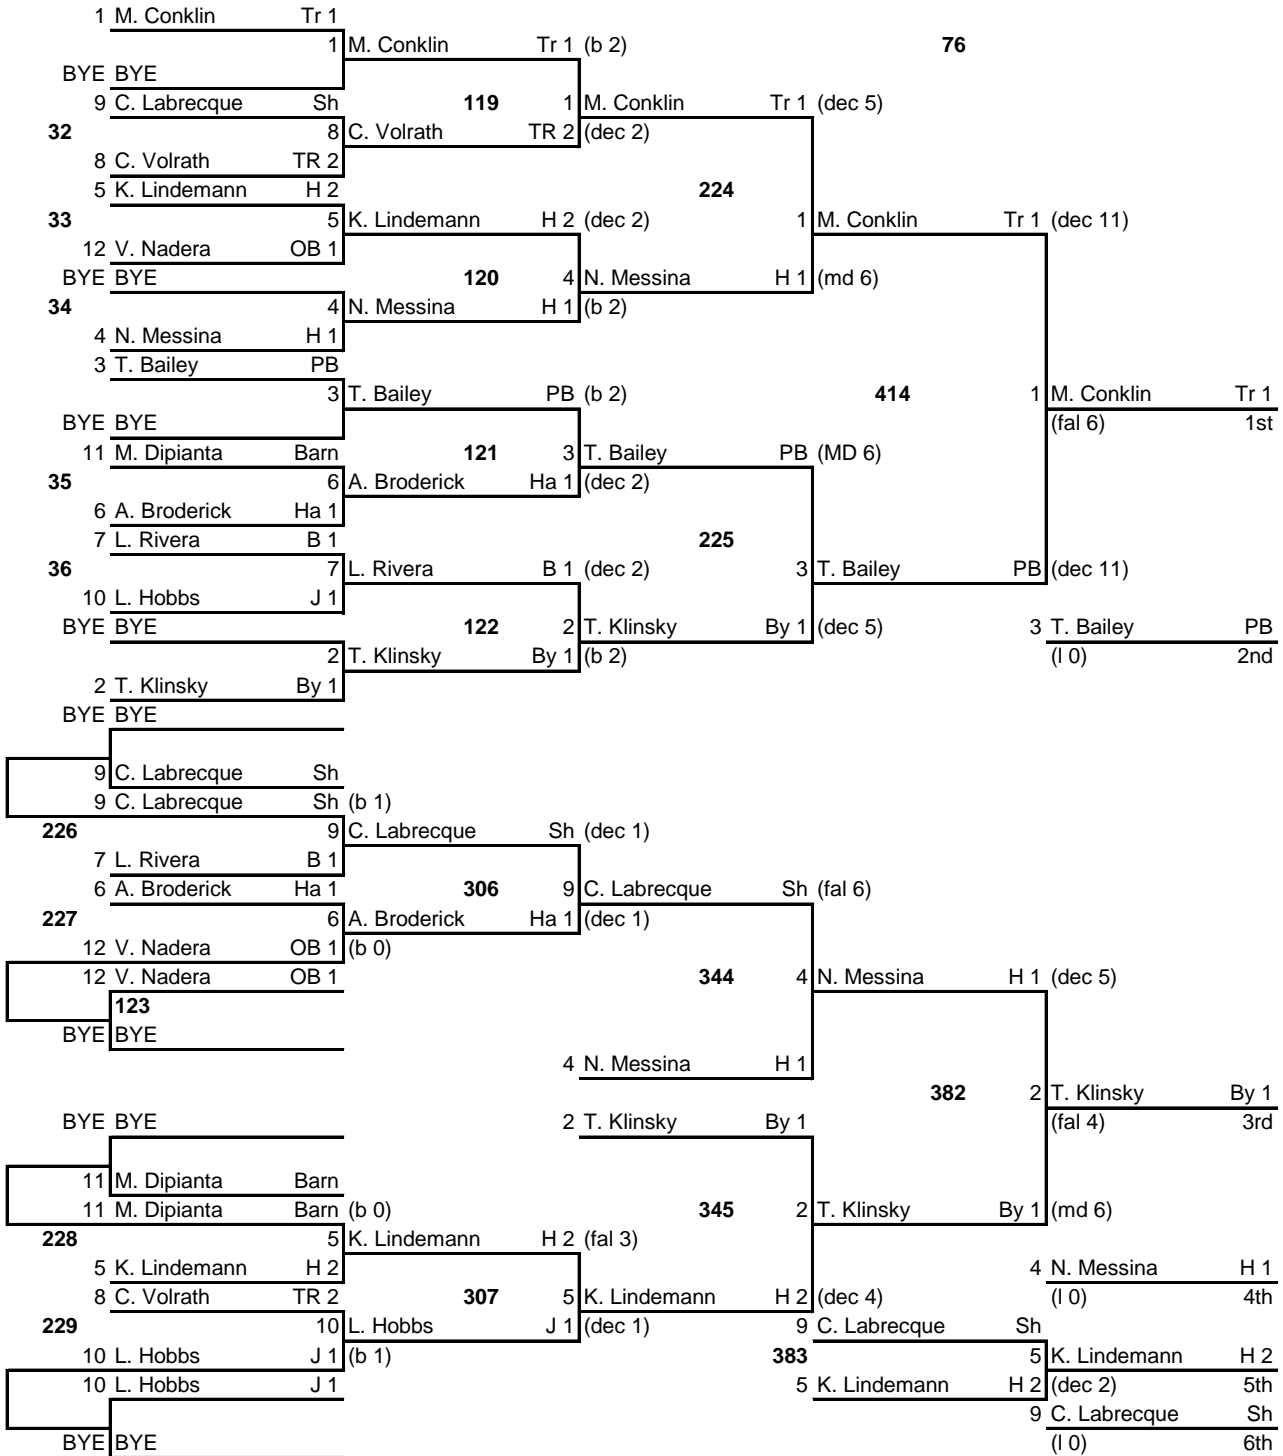 1 M. Conklin Tr 1
1 M. Conklin Tr 1 (b 2) 76
BYE BYE
9 C. Labrecque Sh 119 1 M. Conklin Tr 1 (dec 5)
32 8 C. Volrath TR 2 (dec 2)
8 C. Volrath TR 2
5 K. Lindemann H 2 224
33 5 K. Lindemann H 2 (dec 2) 1 M. Conklin Tr 1 (dec 11)
12 V. Nadera OB 1
BYE BYE 120 4 N. Messina H 1 (md 6)
34 4 N. Messina H 1 (b 2)
4 N. Messina H 1
3 T. Bailey PB
3 T. Bailey PB (b 2) 414 1 M. Conklin Tr 1
BYE BYE (fal 6) 1st
11 M. Dipianta Barn 121 3 T. Bailey PB (MD 6)
35 6 A. Broderick Ha 1 (dec 2)
6 A. Broderick Ha 1
7 L. Rivera B 1 225
36 7 L. Rivera B 1 (dec 2) 3 T. Bailey PB (dec 11)
10 L. Hobbs J 1
BYE BYE 122 2 T. Klinsky By 1 (dec 5) 3 T. Bailey PB
2 T. Klinsky By 1 (b 2) (l 0) 2nd
2 T. Klinsky By 1
BYE BYE
9 C. Labrecque Sh
9 C. Labrecque Sh (b 1)
226 9 C. Labrecque Sh (dec 1)
7 L. Rivera B 1
6 A. Broderick Ha 1 306 9 C. Labrecque Sh (fal 6)
227 6 A. Broderick Ha 1 (dec 1)
12 V. Nadera OB 1 (b 0)
12 V. Nadera OB 1 344 4 N. Messina H 1 (dec 5)
123
BYE BYE
4 N. Messina H 1
382 2 T. Klinsky By 1
BYE BYE 2 T. Klinsky By 1 (fal 4) 3rd
11 M. Dipianta Barn
11 M. Dipianta Barn (b 0) 345 2 T. Klinsky By 1 (md 6)
228 5 K. Lindemann H 2 (fal 3)
5 K. Lindemann H 2 4 N. Messina H 1
8 C. Volrath TR 2 307 5 K. Lindemann H 2 (dec 4) (l 0) 4th
229 10 L. Hobbs J 1 (dec 1) 9 C. Labrecque Sh
10 L. Hobbs J 1 (b 1) 383 5 K. Lindemann H 2
10 L. Hobbs J 1 5 K. Lindemann H 2 (dec 2) 5th
9 C. Labrecque Sh
BYE BYE (l 0) 6th